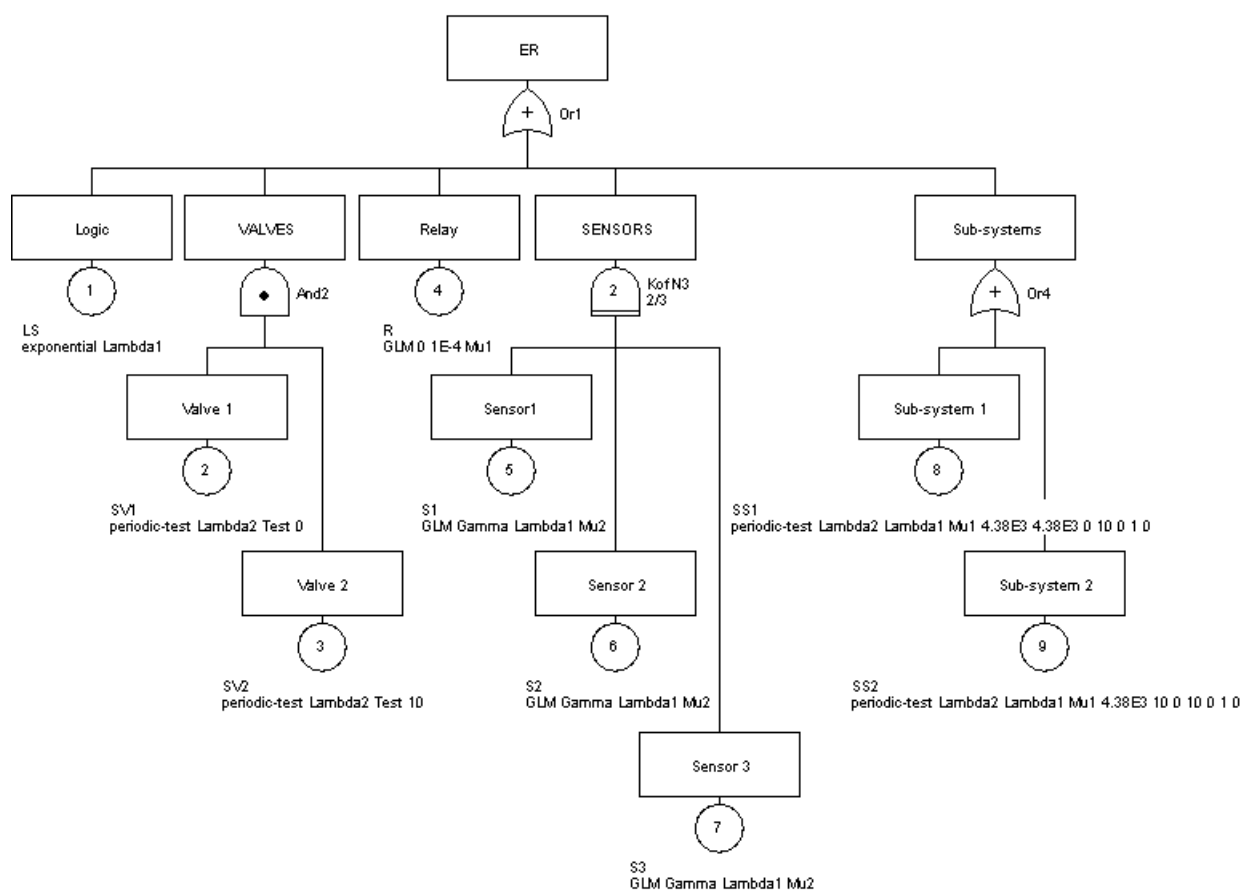 ER
+
Or1
Logic
VALVES
Relay
SENSORS
Sub-systems
1
And2
4
2
KofN3
2/3
+
Or4
LS
exponential Lambda1
R
GLM 0 1E-4 Mu1
Valve 1
Sensor1
Sub-system 1
2
5
8
SV1
periodic-test Lambda2 Test 0
S1
GLM Gamma Lambda1 Mu2
SS1
periodic-test Lambda2 Lambda1 Mu1 4.38E3 4.38E3 0 10 0 1 0
Valve 2
Sensor 2
Sub-system 2
3
6
9
SV2
periodic-test Lambda2 Test 10
S2
GLM Gamma Lambda1 Mu2
SS2
periodic-test Lambda2 Lambda1 Mu1 4.38E3 10 0 10 0 1 0
Sensor 3
7
S3
GLM Gamma Lambda1 Mu2